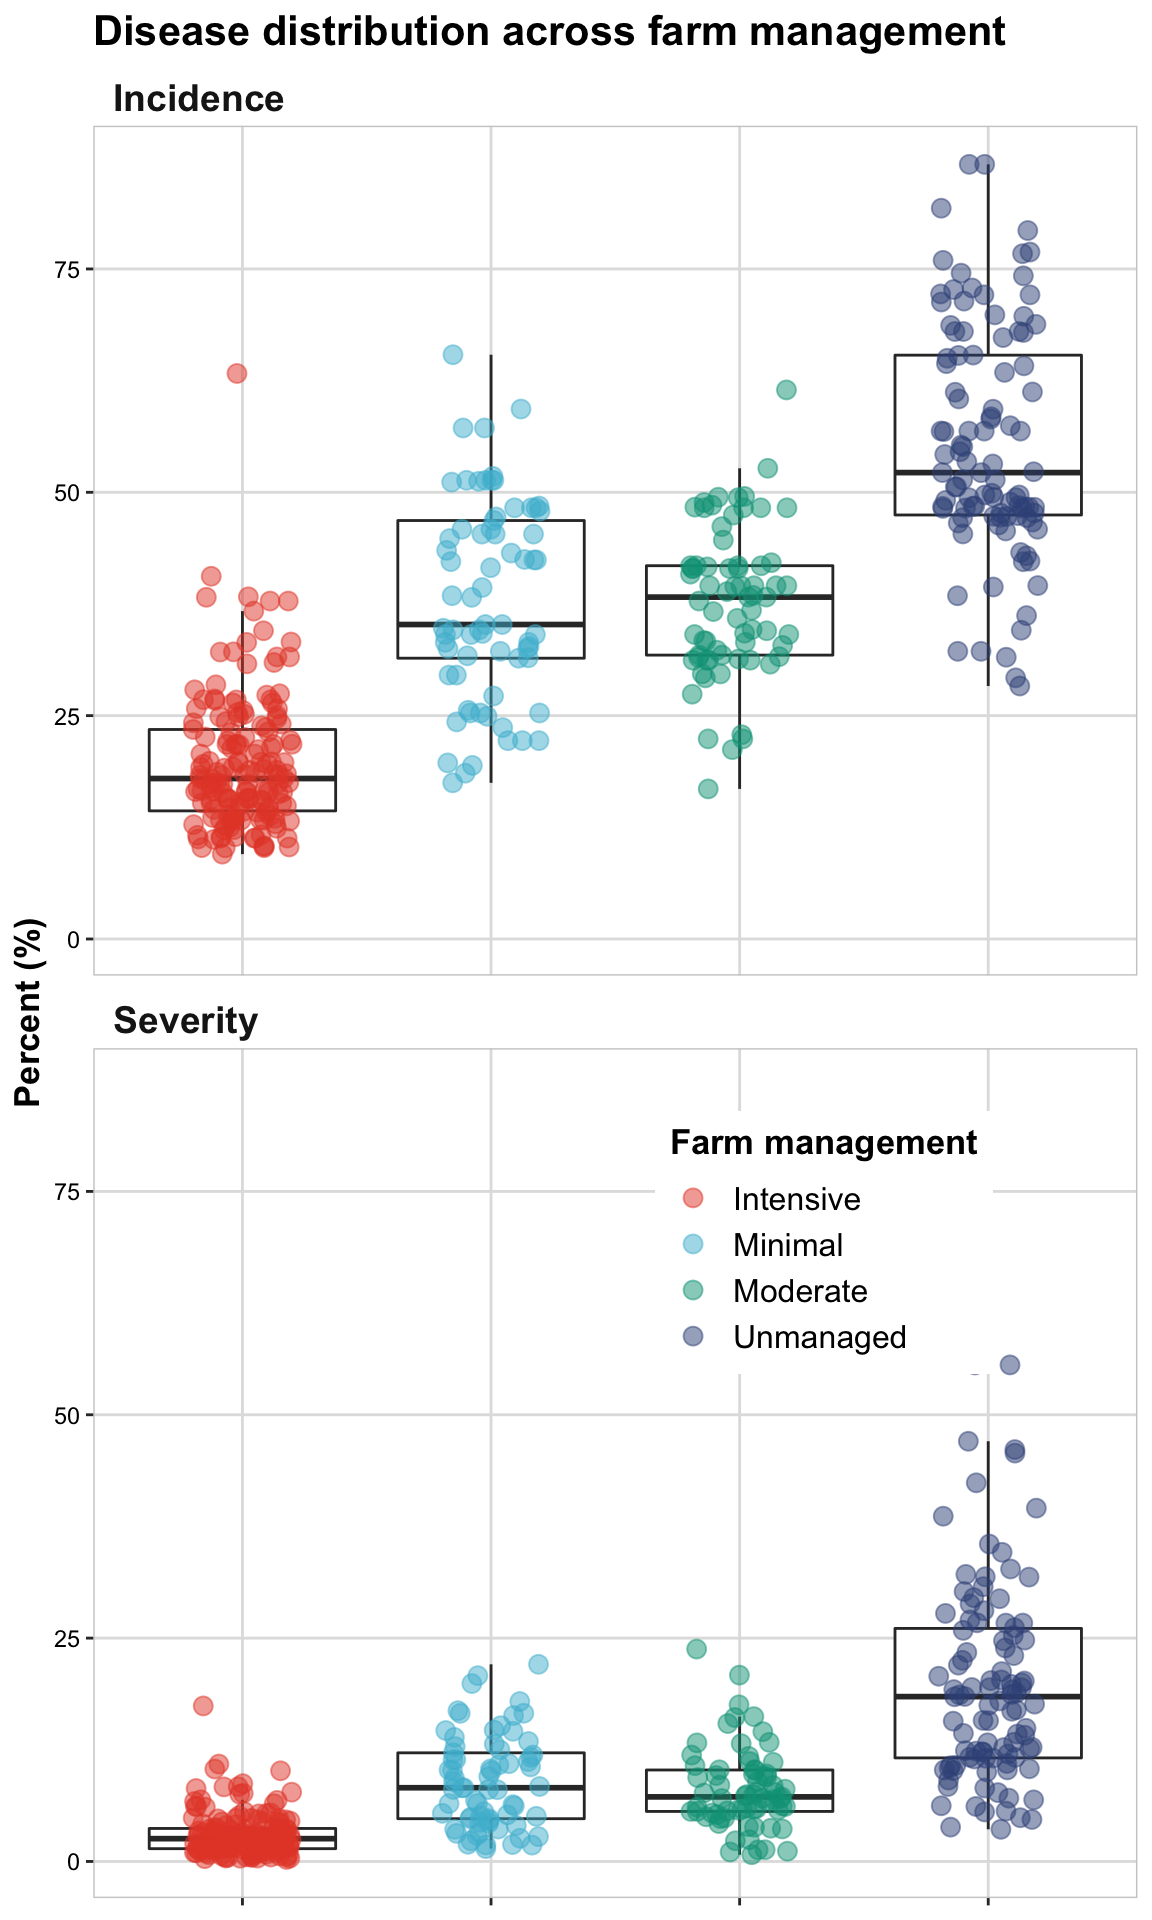 Disease distribution across farm management
Incidence
75
50
25
0
Percent (%)
Severity
75
50
25
0
Farm management
Intensive
Minimal
Moderate
Unmanaged